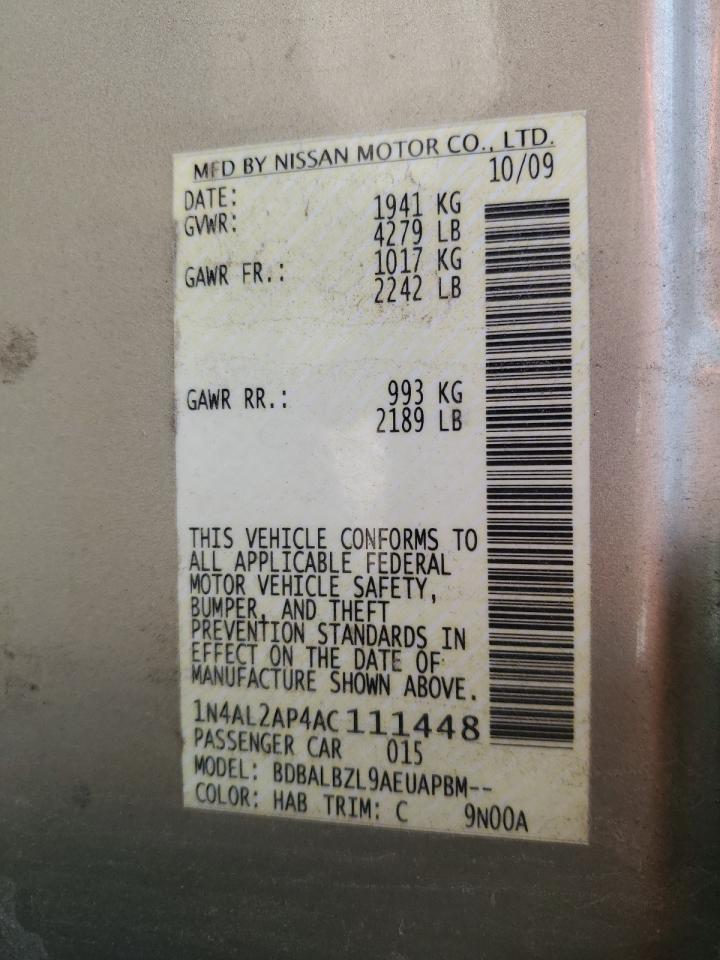 MFD BY NISSAN MOTOR CO., LTD.
DATE: 10/09
GVWR: 1941 KG
4279 LB
GAWR FR.: 1017 KG
2242 LB
GAWR RR.: 993 KG
2189 LB
THIS VEHICLE CONFORMS TO
ALL APPLICABLE FEDERAL
MOTOR VEHICLE SAFETY,
BUMPER, AND THEFT
PREVENTION STANDARDS IN
EFFECT ON THE DATE OF
MANUFACTURE SHOWN ABOVE.
1N4AL2AP4AC111448
PASSENGER CAR 015
MODEL: BDBALBZL9AEUAPBM--
COLOR: HAB TRIM: C 9N00A